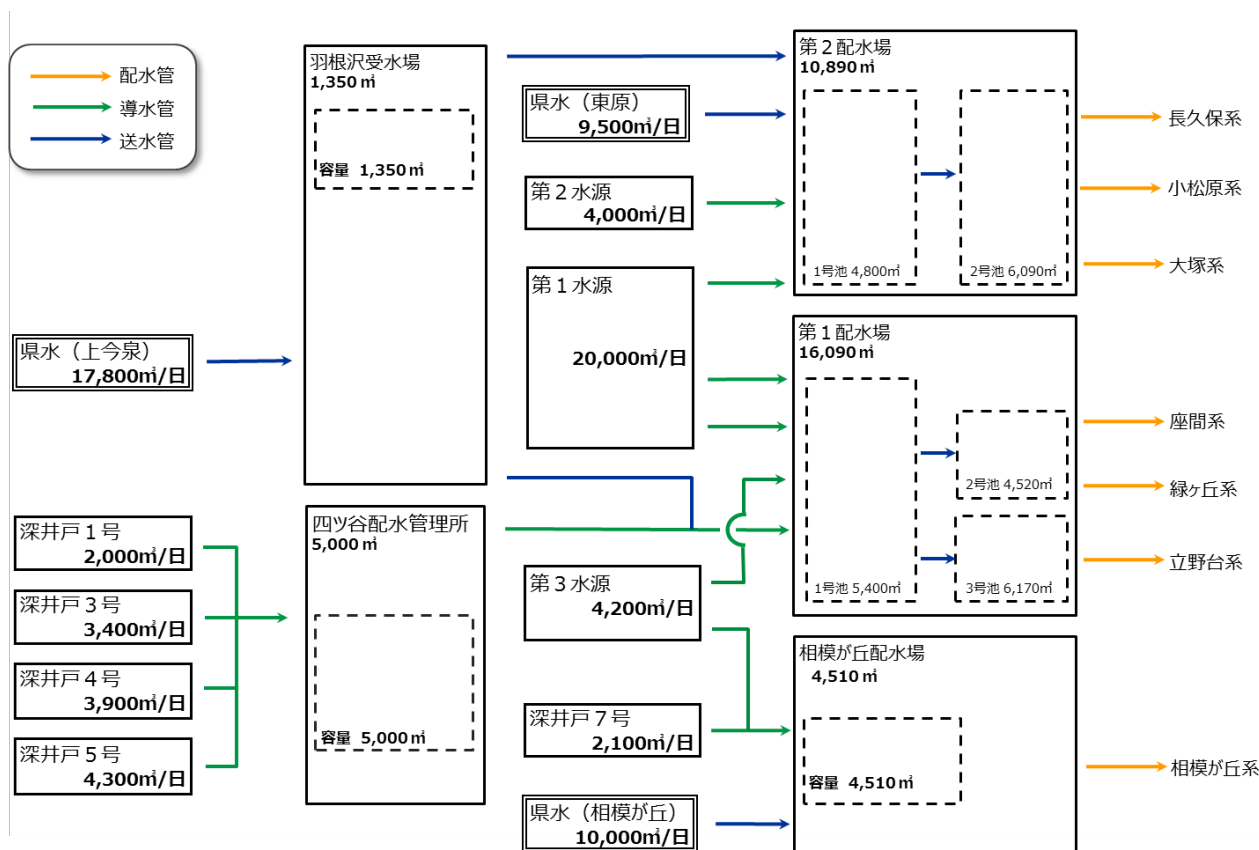 配水管
導水管
送水管
県水（上今泉）
17,800㎥/日
深井戸１号
2,000㎥/日
深井戸３号
3,400㎥/日
深井戸４号
3,900㎥/日
深井戸５号
4,300㎥/日
羽根沢受水場
1,350㎥
容量 1,350㎥
四ツ谷配水管理所
5,000㎥
容量 5,000㎥
県水（東原）
9,500㎥/日
第２水源
4,000㎥/日
第１水源
20,000㎥/日
第３水源
4,200㎥/日
深井戸７号
2,100㎥/日
県水（相模が丘）
10,000㎥/日
第２配水場
10,890㎥
1号池 4,800㎥
2号池 6,090㎥
第１配水場
16,090㎥
1号池 5,400㎥
2号池 4,520㎥
3号池 6,170㎥
相模が丘配水場
4,510㎥
容量 4,510㎥
長久保系
小松原系
大塚系
座間系
緑ヶ丘系
立野台系
相模が丘系